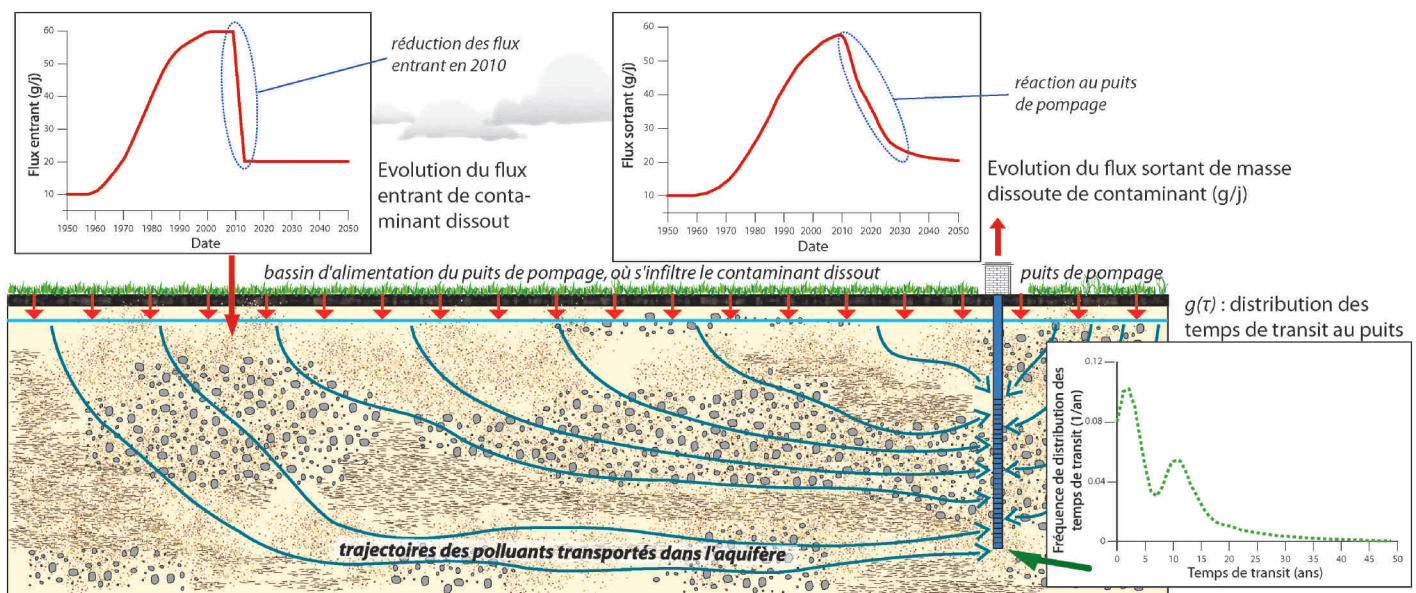 Flux entrant (g/j)
60
50
40
30
20
10
1950 1960 1970 1980 1990 2000 2010 2020 2030 2040 2050
Date
réduction des flux
entrant en 2010
Evolution du flux
entrant de conta-
minant dissout
Flux sortant (g/j)
60
50
40
30
20
10
1950 1960 1970 1980 1990 2000 2010 2020 2030 2040 2050
Date
réaction au puits
de pompage
Evolution du flux sortant de masse
dissoute de contaminant (g/j)
bassin d'alimentation du puits de pompage, où s'infiltre le contaminant dissout
puits de pompage
g(τ) : distribution des
temps de transit au puits
Fréquence de distribution des
temps de transit (1/an)
0.12
0.08
0.04
0
0 5 10 15 20 25 30 35 40 45 50
Temps de transit (ans)
trajectoires des polluants transportés dans l'aquifère